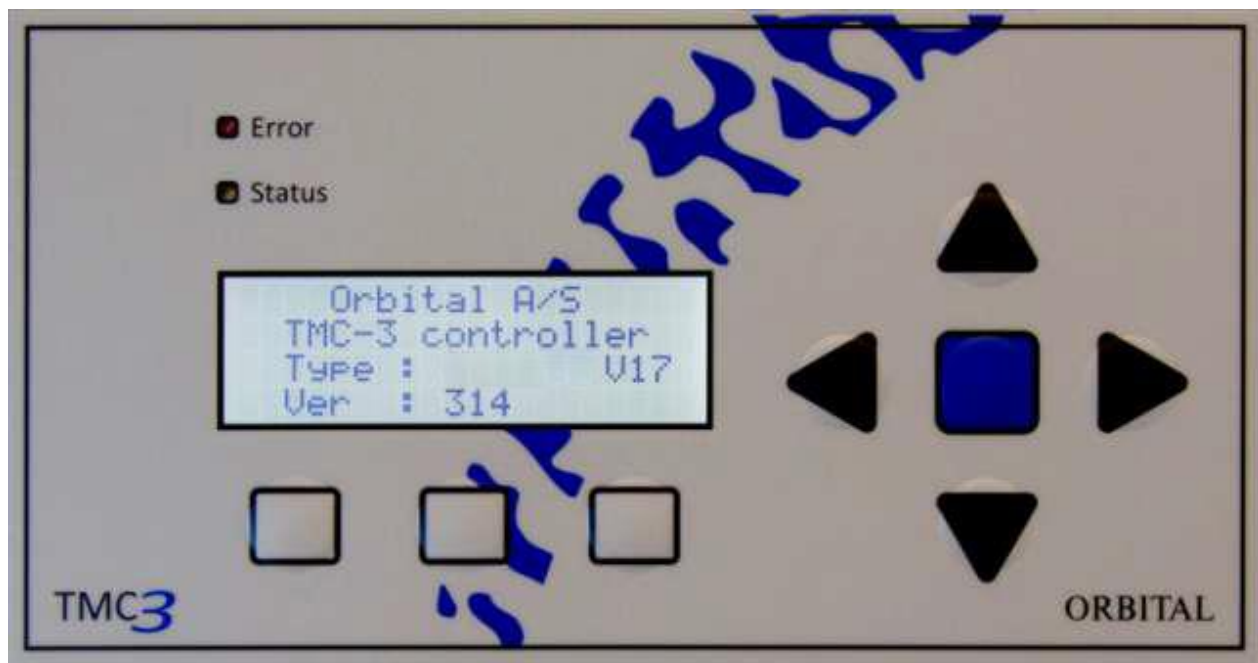 Error
Status
Orbital A/S
TMC-3 controller
Type : V17
Ver : 314
TMC3
ORBITAL